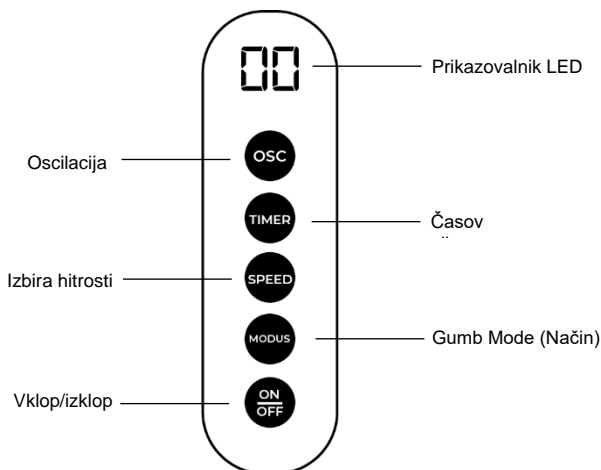 00
Prikazovalnik LED
OSC
Oscilacija
TIMER
Časov
SPEED
Izbira hitrosti
MODUS
Gumb Mode (Način)
ON
OFF
Vklop/izklop